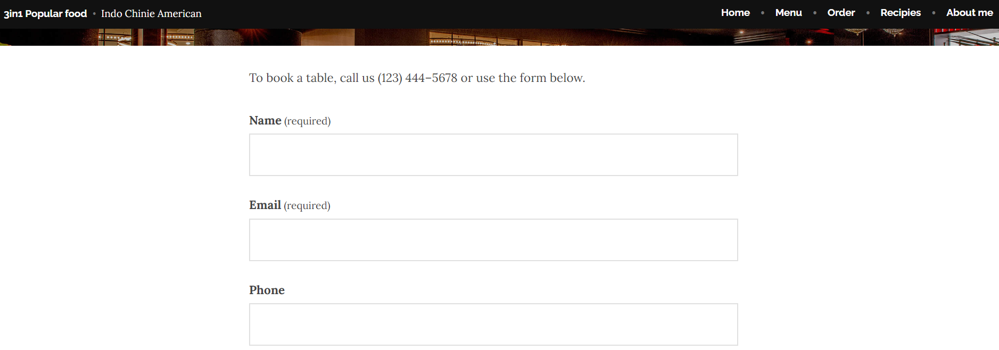 3in1 Popular food • Indo Chinie American
Home • Menu • Order • Recipies • About me
To book a table, call us (123) 444–5678 or use the form below.
Name (required)
Email (required)
Phone